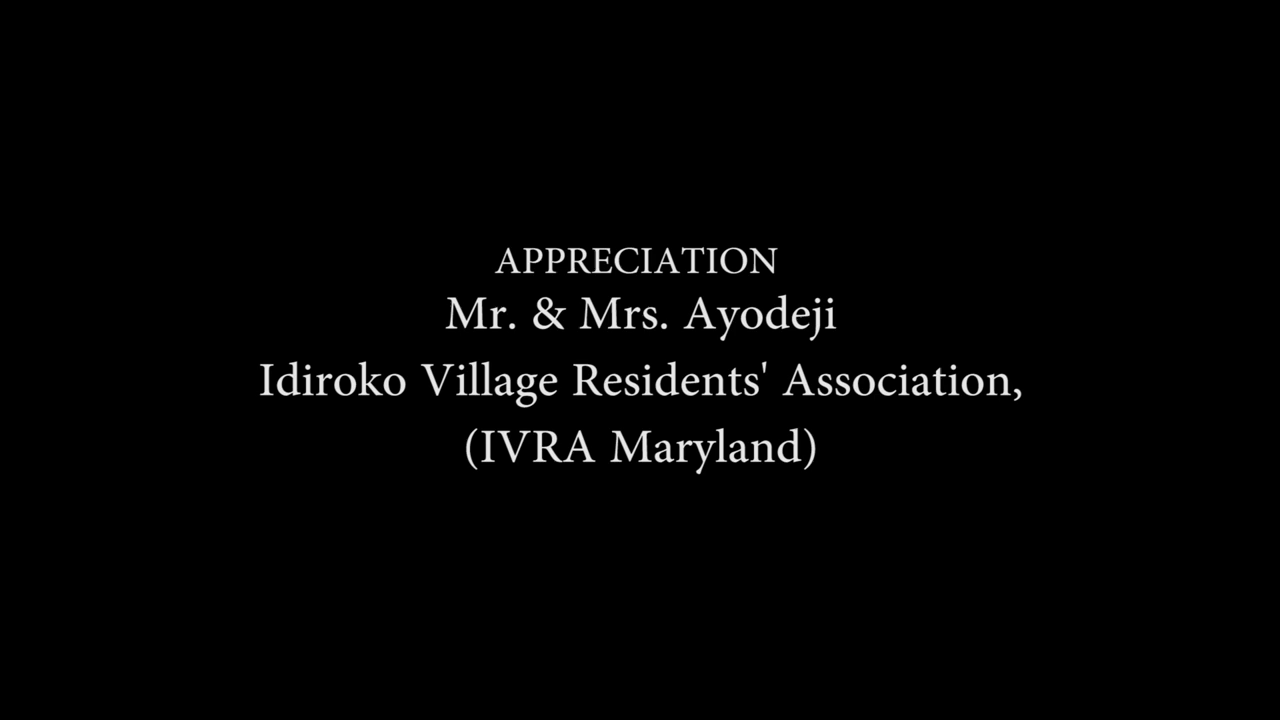 APPRECIATION
Mr. & Mrs. Ayodeji
Idiroko Village Residents' Association,
(IVRA Maryland)